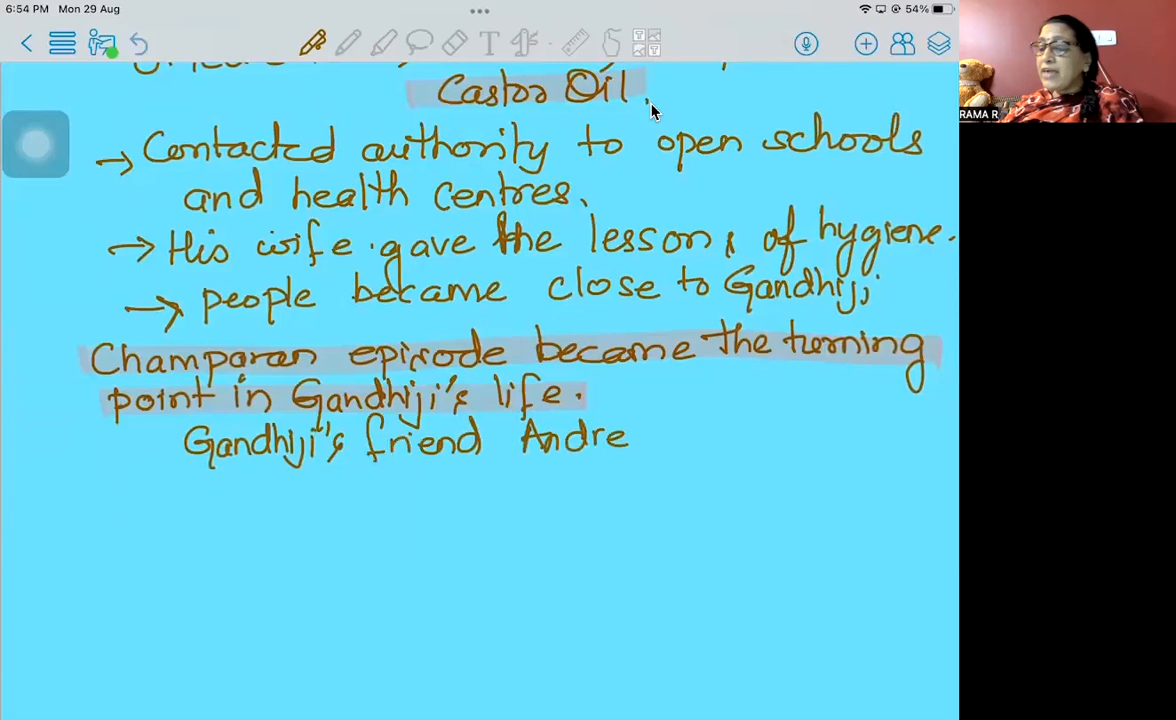 6:54 PM Mon 29 Aug
54%
Castor Oil.
→ Contacted authority to open schools
and health centres.
→ His wife gave the lessons of hygiene.
→ people became close to Gandhiji
Champaran episode became the turning
point in Gandhiji's life.
Gandhiji's friend Andre
RAMA R